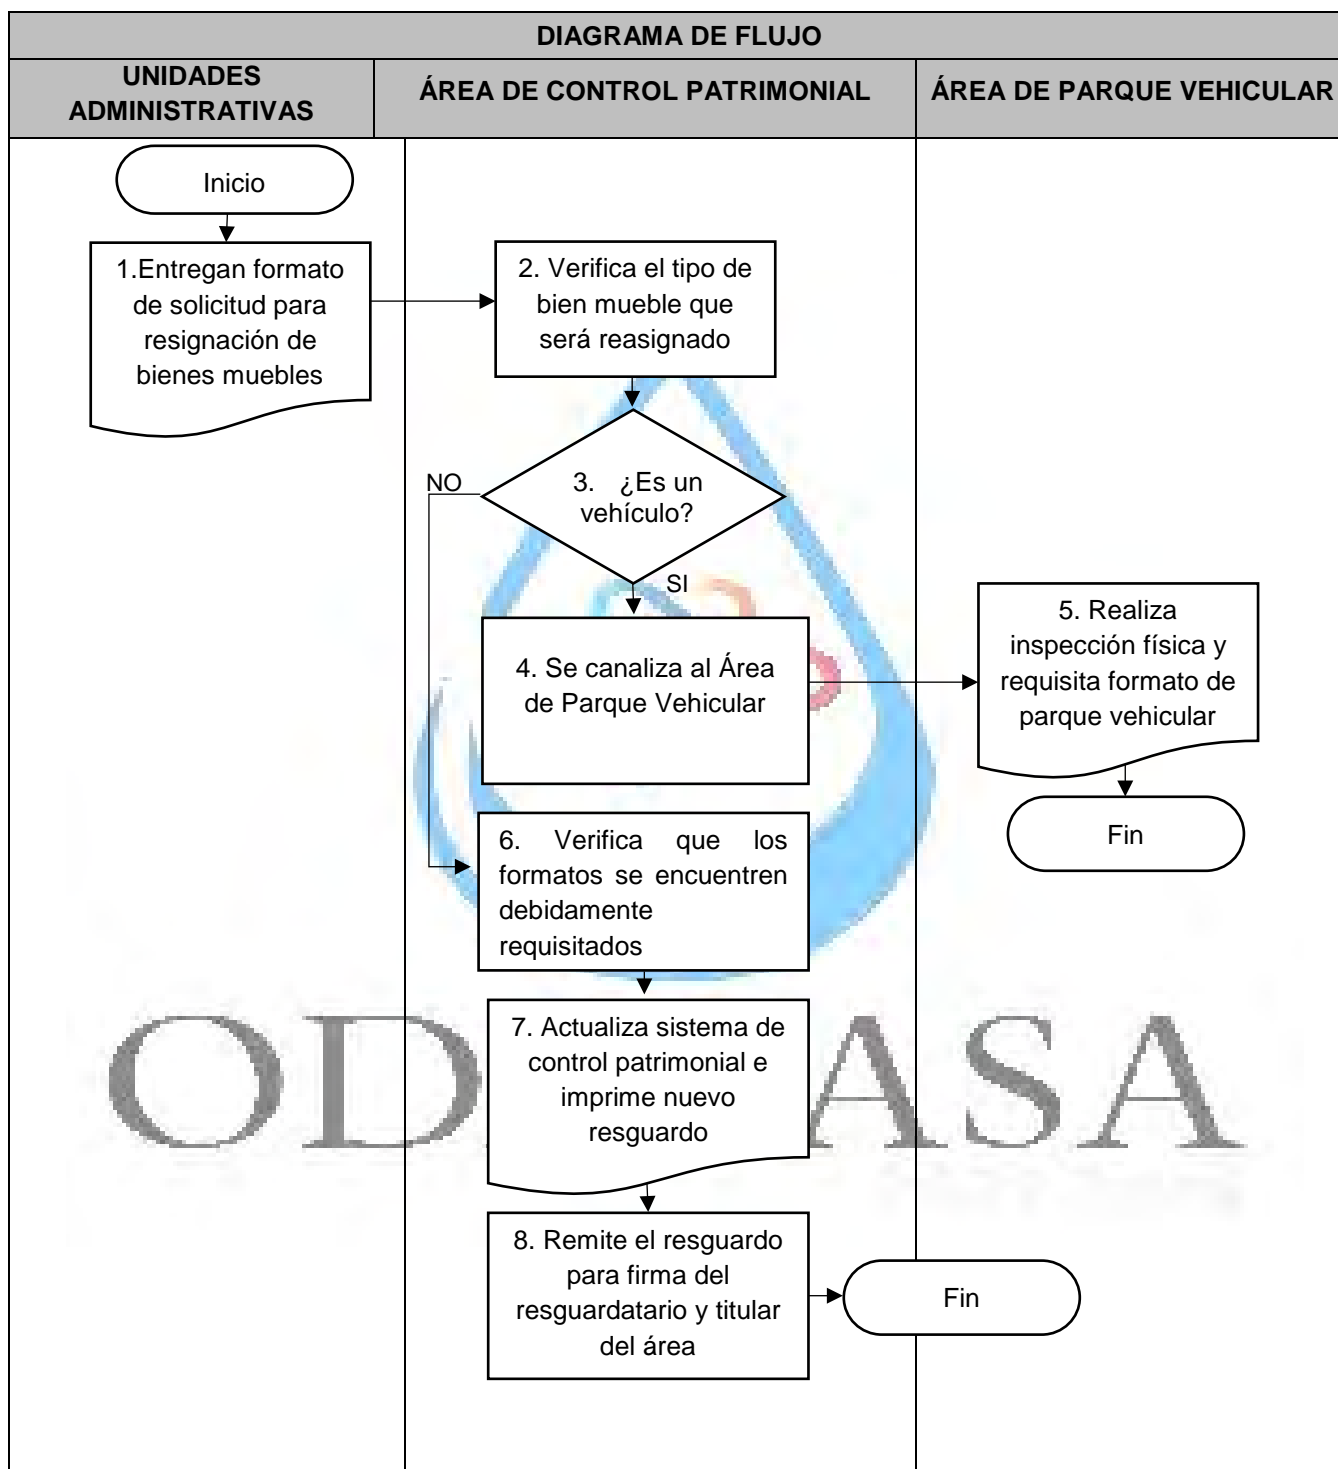 DIAGRAMA DE FLUJO
UNIDADES
ADMINISTRATIVAS
ÁREA DE CONTROL PATRIMONIAL
ÁREA DE PARQUE VEHICULAR
Inicio
1.Entregan formato
de solicitud para
resignación de
bienes muebles
2. Verifica el tipo de
bien mueble que
será reasignado
3. ¿Es un
vehículo?
NO
SI
4. Se canaliza al Área
de Parque Vehicular
5. Realiza
inspección física y
requisita formato de
parque vehicular
Fin
6. Verifica que los
formatos se encuentren
debidamente
requisitados
7. Actualiza sistema de
control patrimonial e
imprime nuevo
resguardo
8. Remite el resguardo
para firma del
resguardatario y titular
del área
Fin